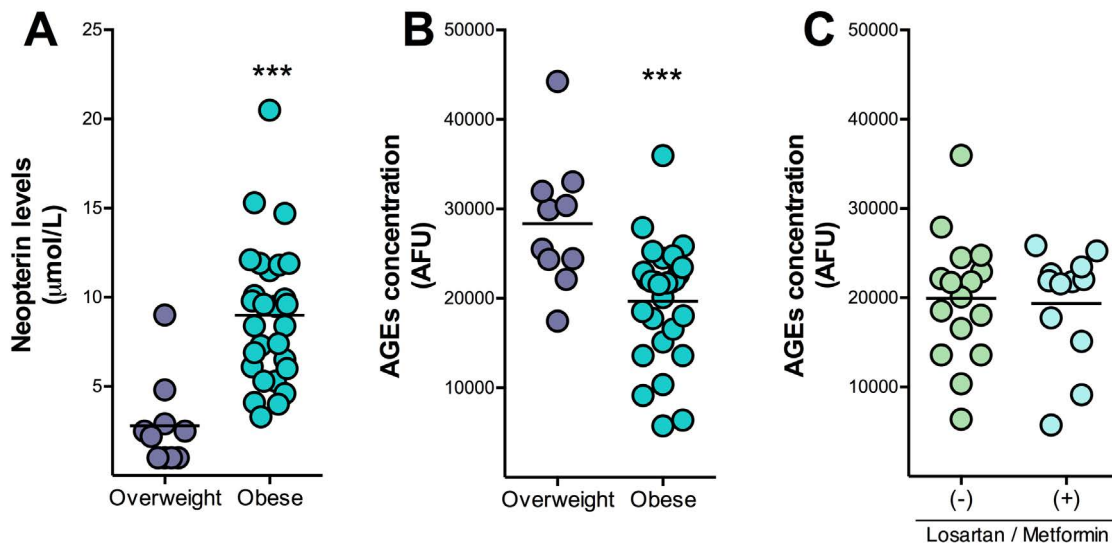 A
Neopterin levels
(μmol/L)
25
20
15
10
5
***
Overweight
Obese
B
AGEs concentration
(AFU)
50000
40000
30000
20000
10000
***
Overweight
Obese
C
AGEs concentration
(AFU)
50000
40000
30000
20000
10000
(-)
(+)
Losartan / Metformin